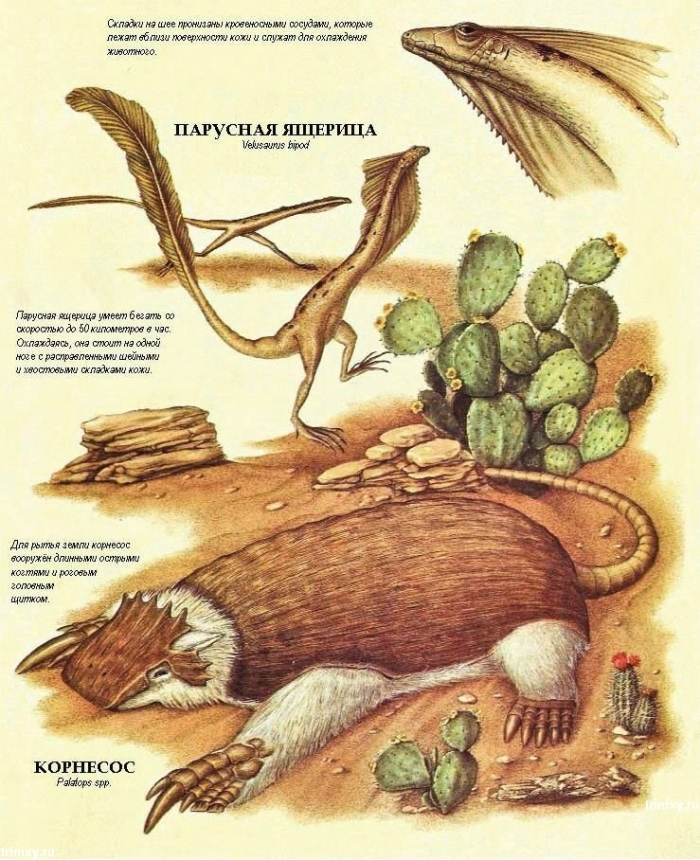 Складки на шее пронизаны кровеносными сосудами, которые
лежат вблизи поверхности кожи и служат для охлаждения
животного.
ПАРУСНАЯ ЯЩЕРИЦА
Velusaurus bipod
Парусная ящерица умеет бегать со
скоростью до 50 километров в час.
Охлаждаясь, она стоит на одной
ноге с расправленными шейными
и хвостовыми складками кожи.
Для рытья земли корнесос
вооружён длинными острыми
когтями и роговым
головным
щитком.
КОРНЕСОС
Palatops spp.
trinixy.ru
trinixy.ru